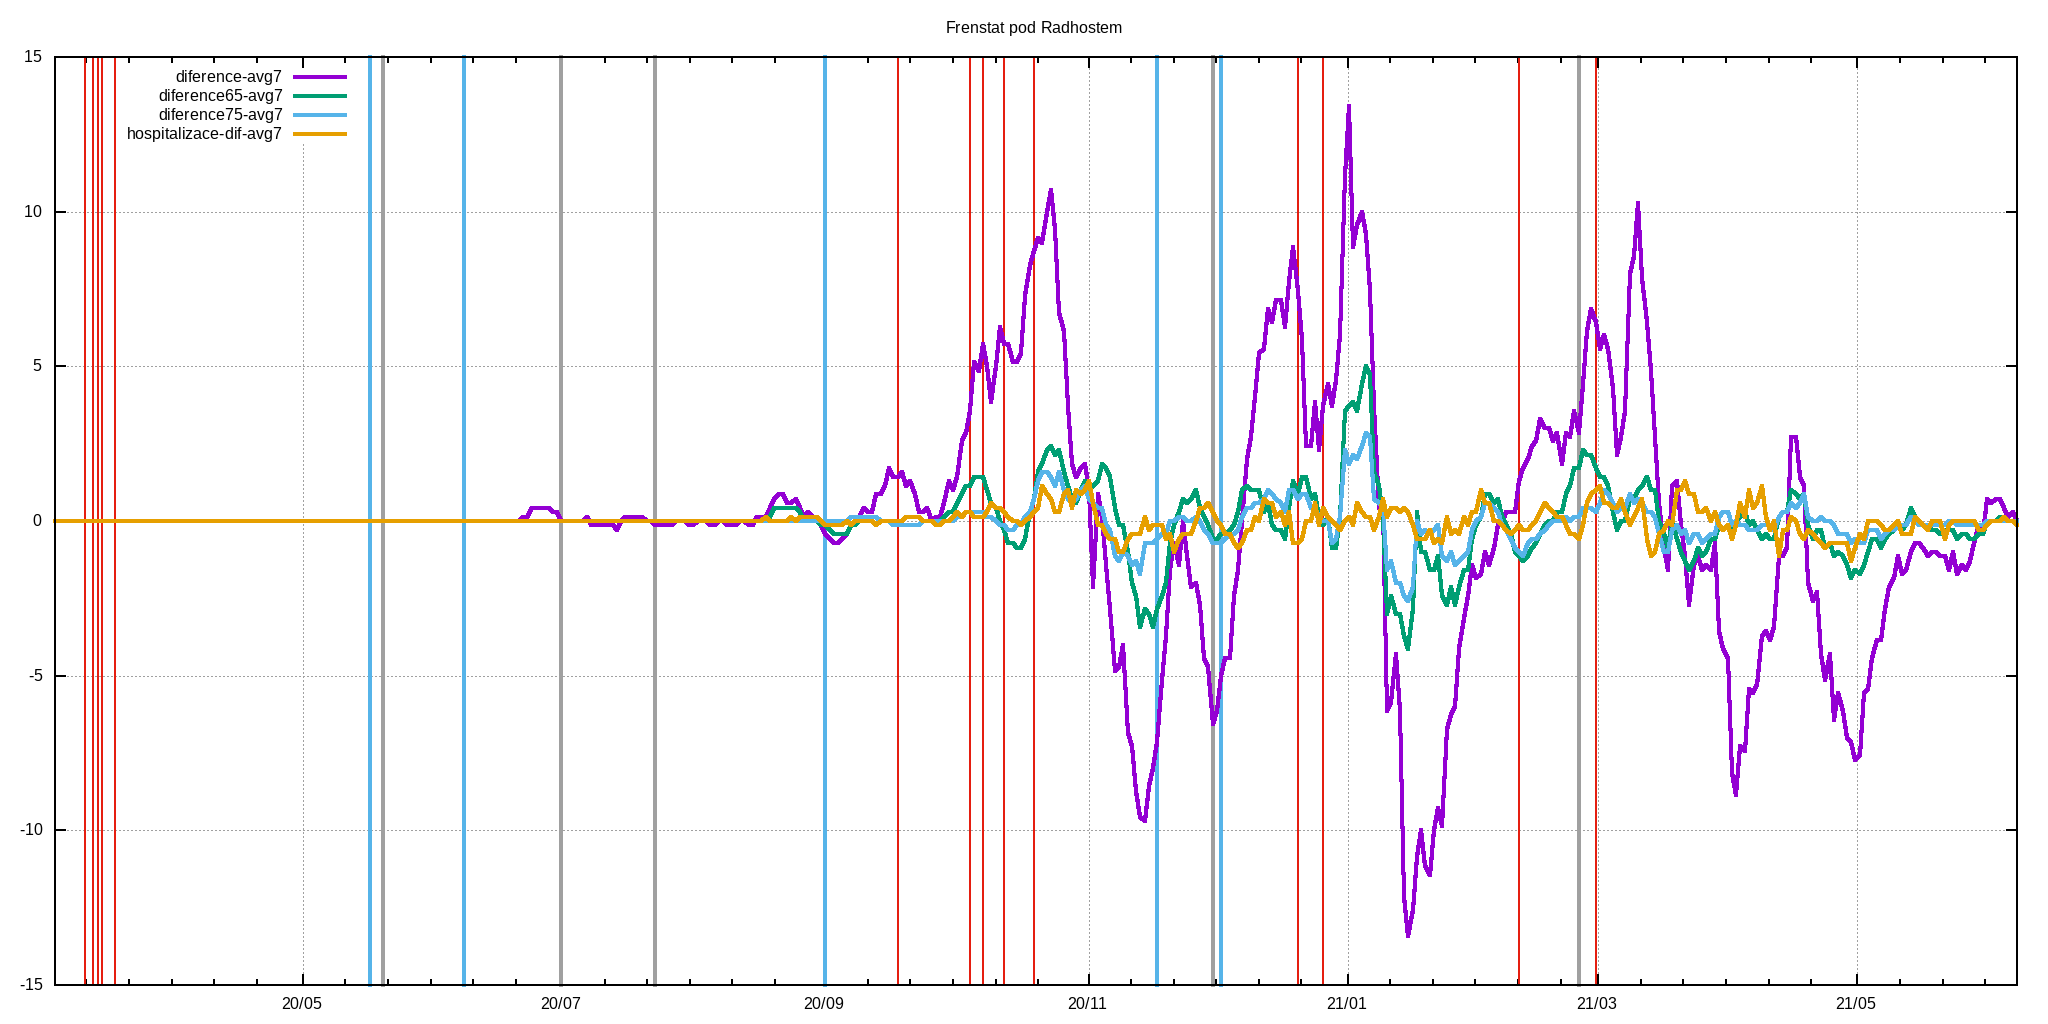 Frenstat pod Radhostem
15
10
5
0
-5
-10
-15
diference-avg7
diference65-avg7
diference75-avg7
hospitalizace-dif-avg7
20/05
20/07
20/09
20/11
21/01
21/03
21/05